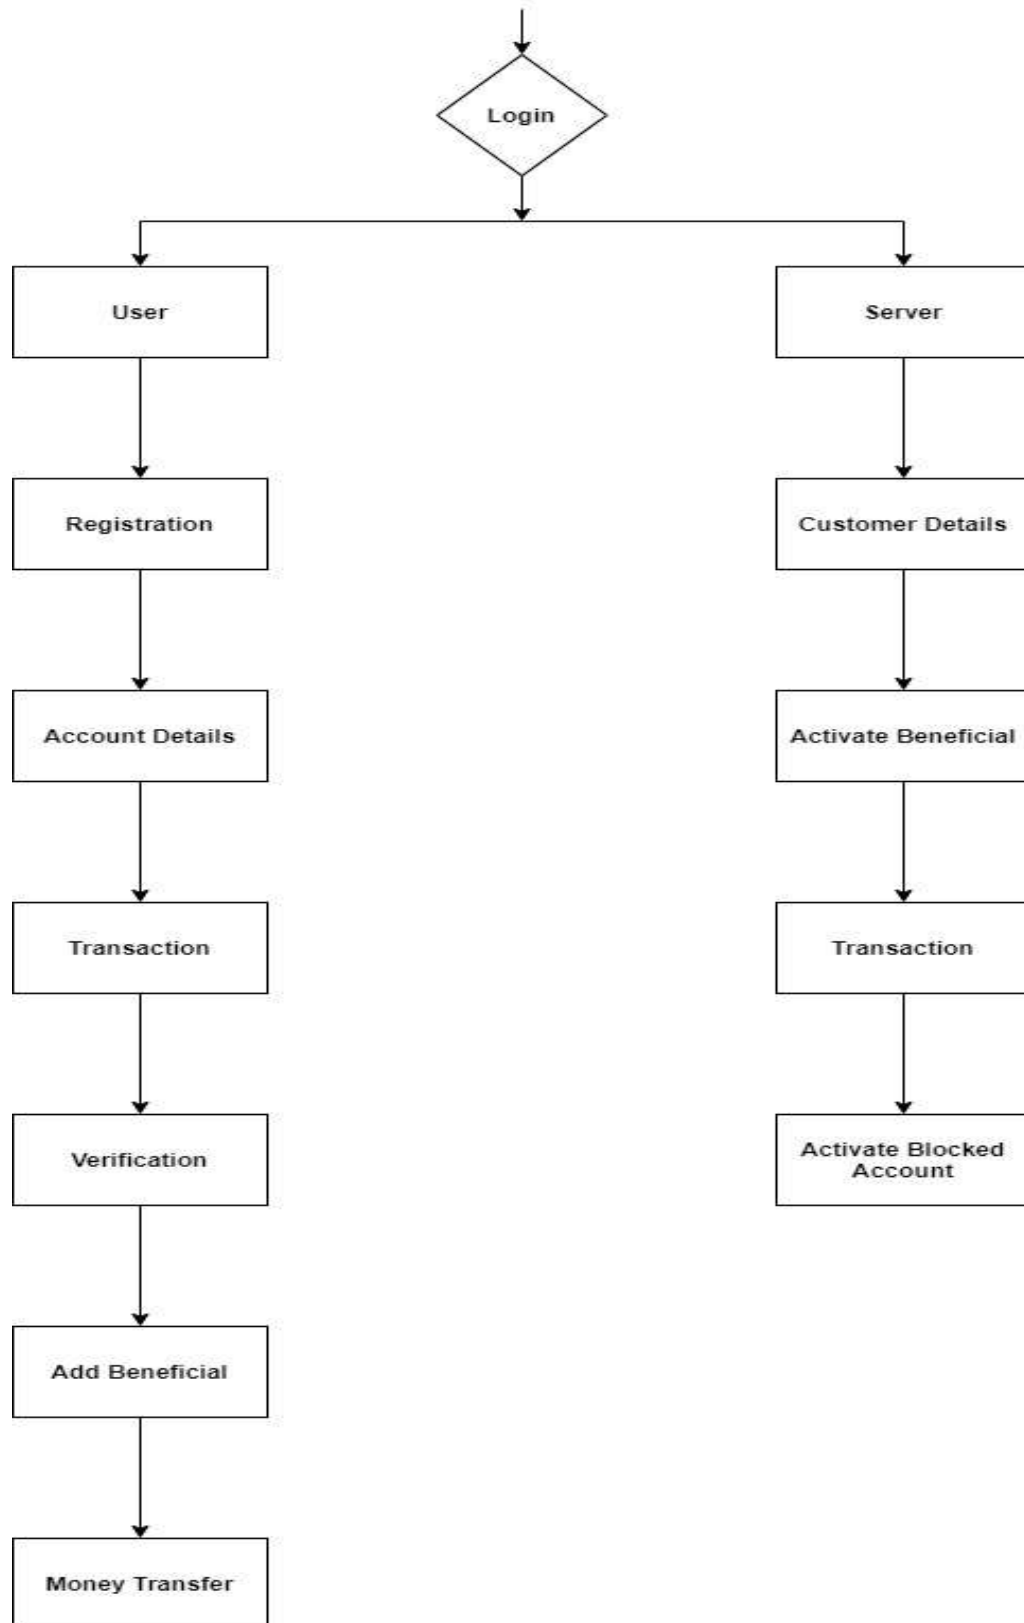 Login
User
Server
Registration
Customer Details
Account Details
Activate Beneficial
Transaction
Transaction
Verification
Activate Blocked
Account
Add Beneficial
Money Transfer